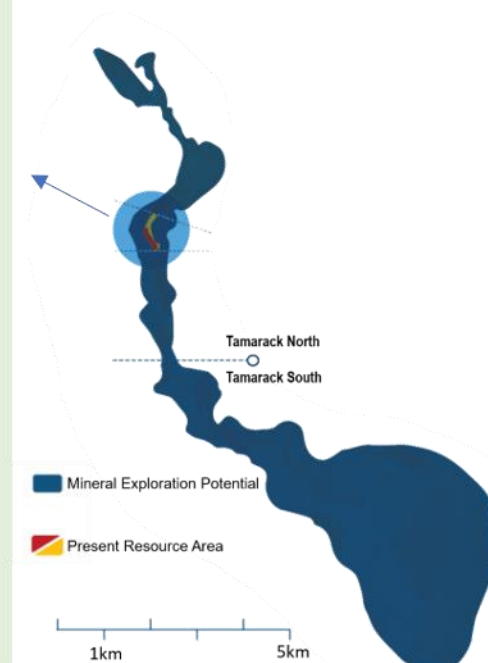 Tamarack North
Tamarack South
Mineral Exploration Potential
Present Resource Area
1km 5km